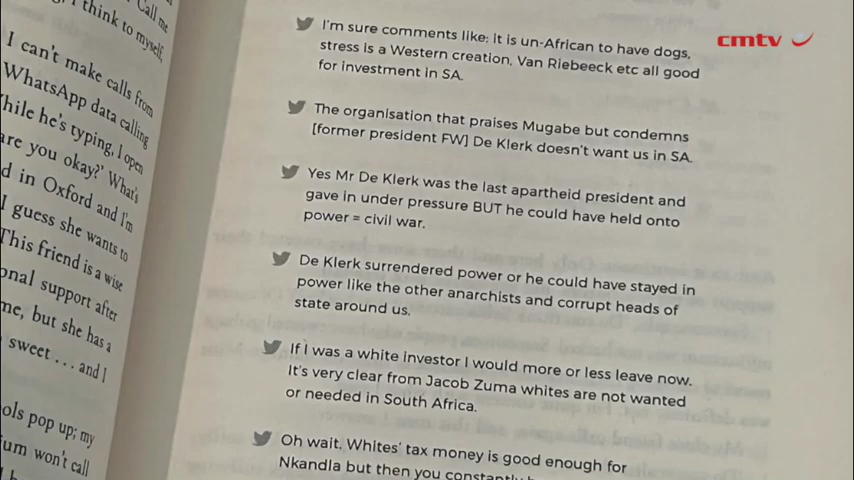 Call me
I think to myself,
I can't make calls from
WhatsApp data calling
While he's typing, I open
are you okay?' What's
d in Oxford and I'm
I guess she wants to
This friend is a wise
onal support after
me, but she has a
sweet . . . and I
ols pop up; my
um won't call
I'm sure comments like: it is un-African to have dogs,
stress is a Western creation, Van Riebeeck etc all good
for investment in SA.
The organisation that praises Mugabe but condemns
[former president FW] De Klerk doesn't want us in SA.
Yes Mr De Klerk was the last apartheid president and
gave in under pressure BUT he could have held onto
power = civil war.
De Klerk surrendered power or he could have stayed in
power like the other anarchists and corrupt heads of
state around us.
If I was a white investor I would more or less leave now.
It's very clear from Jacob Zuma whites are not wanted
or needed in South Africa.
Oh wait, Whites' tax money is good enough for
Nkandla but then you constantly
cmtv